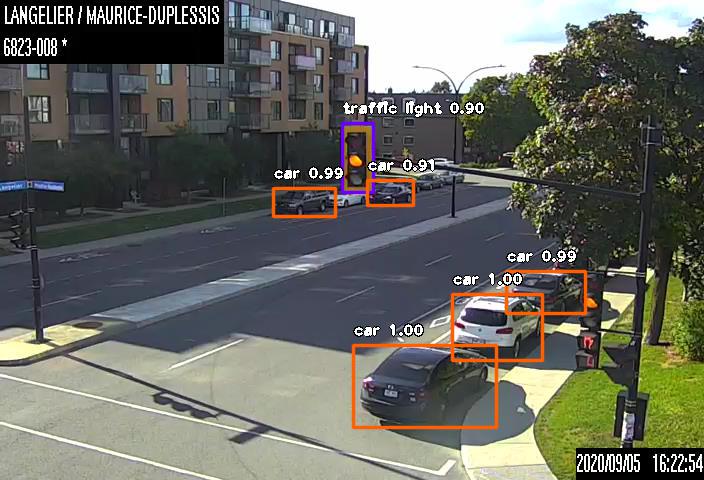 LANGELIER / MAURICE-DUPLESSIS
6823-008 *
traffic light 0.90
car 0.99
car 0.91
car 0.99
car 1.00
car 1.00
2020/09/05 16:22:54